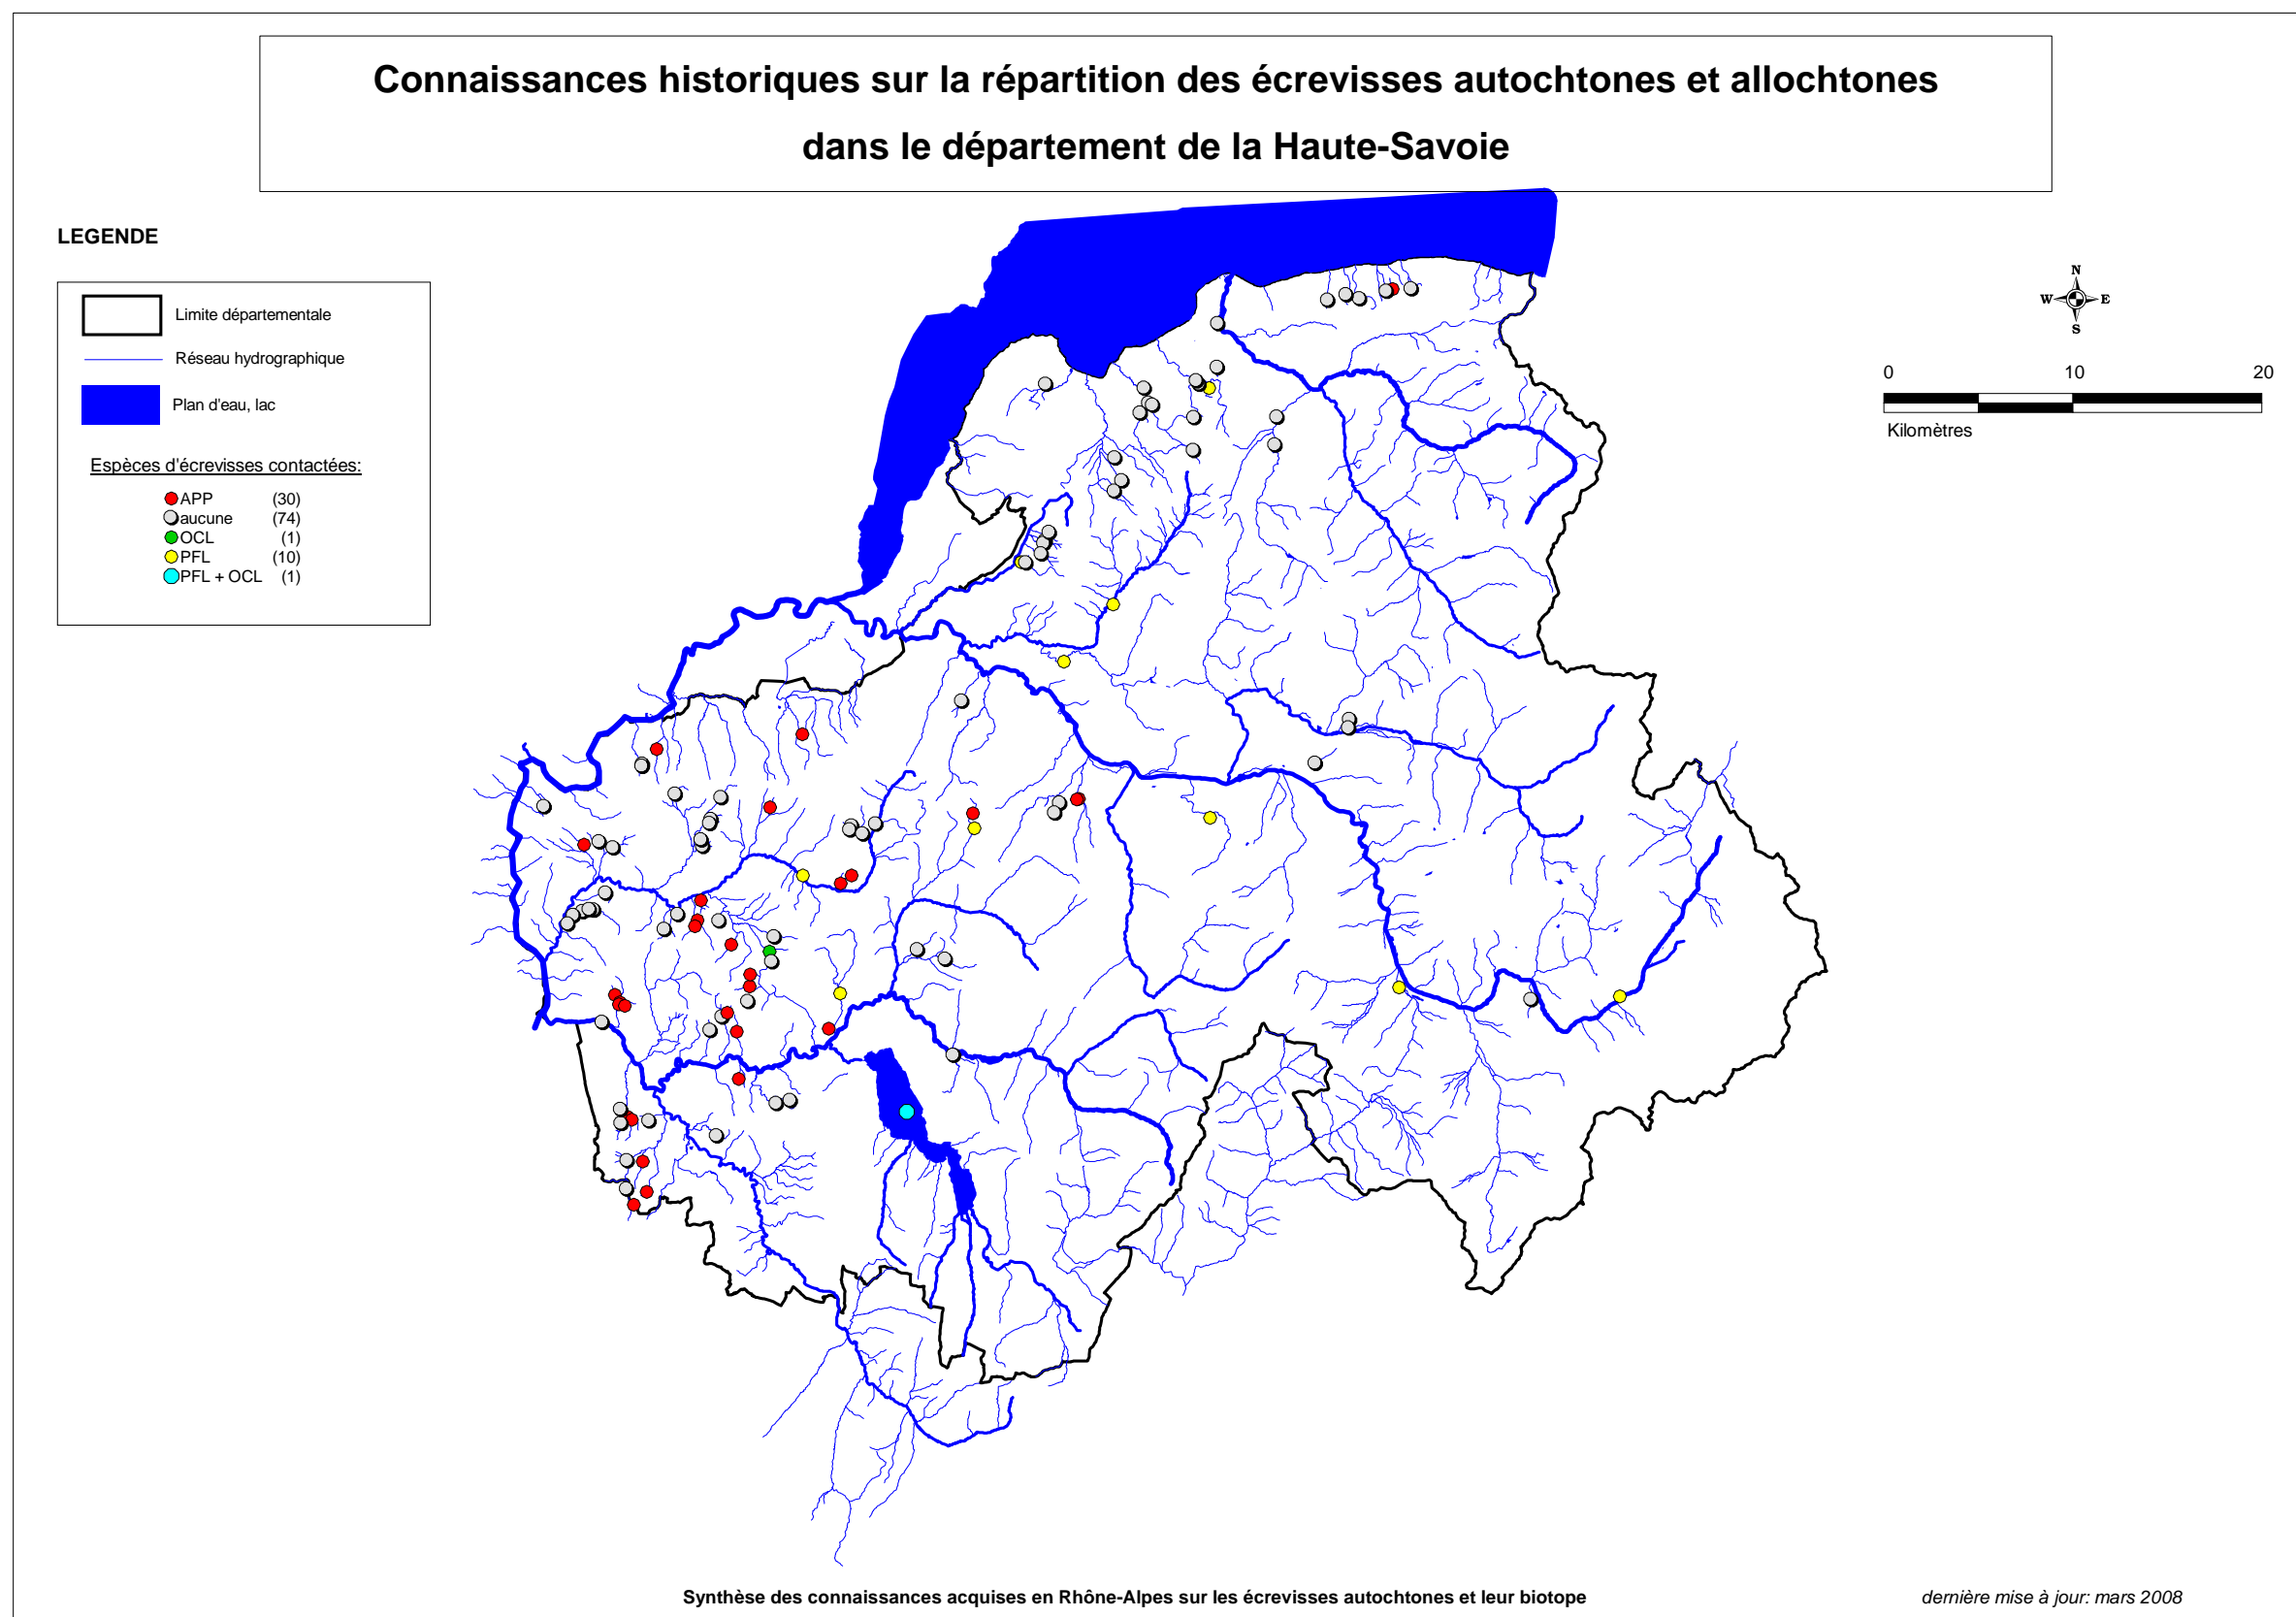 Connaissances historiques sur la répartition des écrevisses autochtones et allochtones
dans le département de la Haute-Savoie
LEGENDE
Limite départementale
Réseau hydrographique
Plan d'eau, lac
Espèces d'écrevisses contactées:
APP (30)
aucune (74)
OCL (1)
PFL (10)
PFL + OCL (1)
N
W E
S
0 10 20
Kilomètres
Synthèse des connaissances acquises en Rhône-Alpes sur les écrevisses autochtones et leur biotope
dernière mise à jour: mars 2008